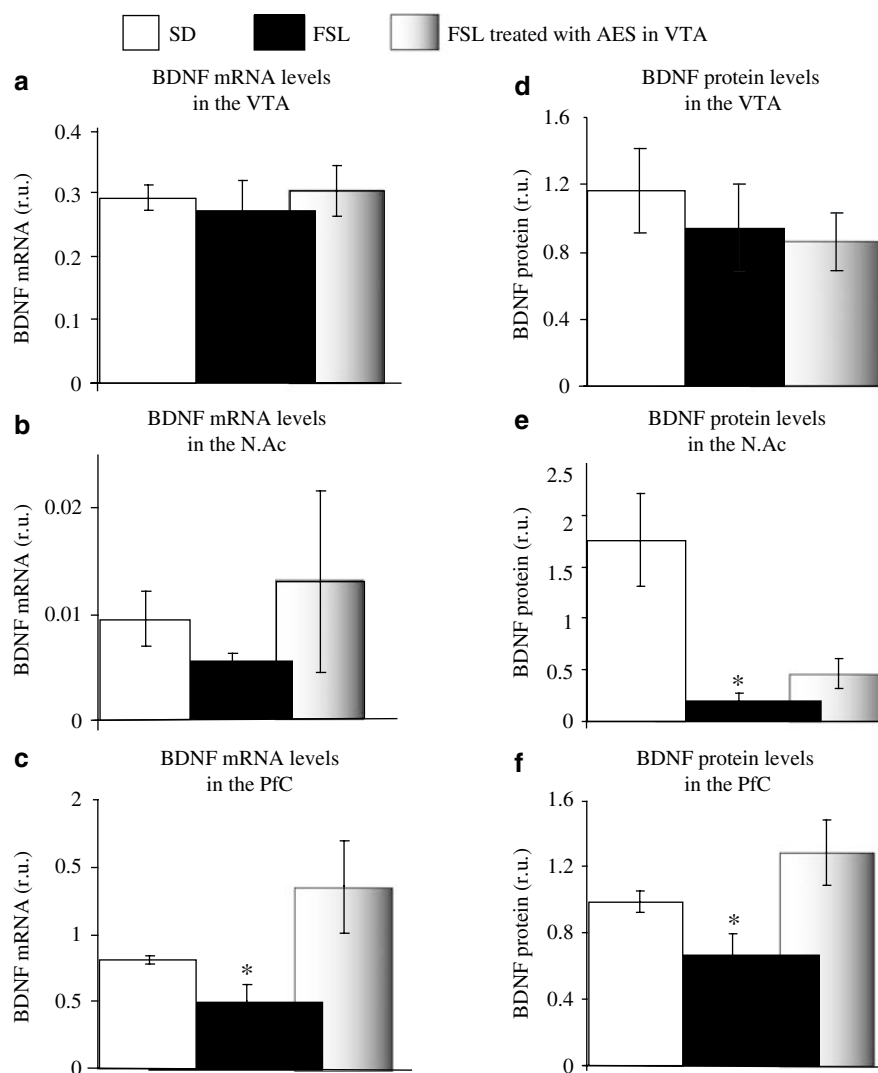 SD FSL FSL treated with AES in VTA
a
BDNF mRNA levels
in the VTA
BDNF mRNA (r.u.)
0.4
0.3
0.2
0.1
0
d
BDNF protein levels
in the VTA
BDNF protein (r.u.)
1.6
1.2
0.8
0.4
0
b
BDNF mRNA levels
in the N.Ac
BDNF mRNA (r.u.)
0.02
0.01
0
e
BDNF protein levels
in the N.Ac
BDNF protein (r.u.)
2.5
2
1.5
1
0.5
0
*
c
BDNF mRNA levels
in the PfC
BDNF mRNA (r.u.)
2
0.5
1
0.5
0
*
f
BDNF protein levels
in the PfC
BDNF protein (r.u.)
1.6
1.2
0.8
0.4
0
*